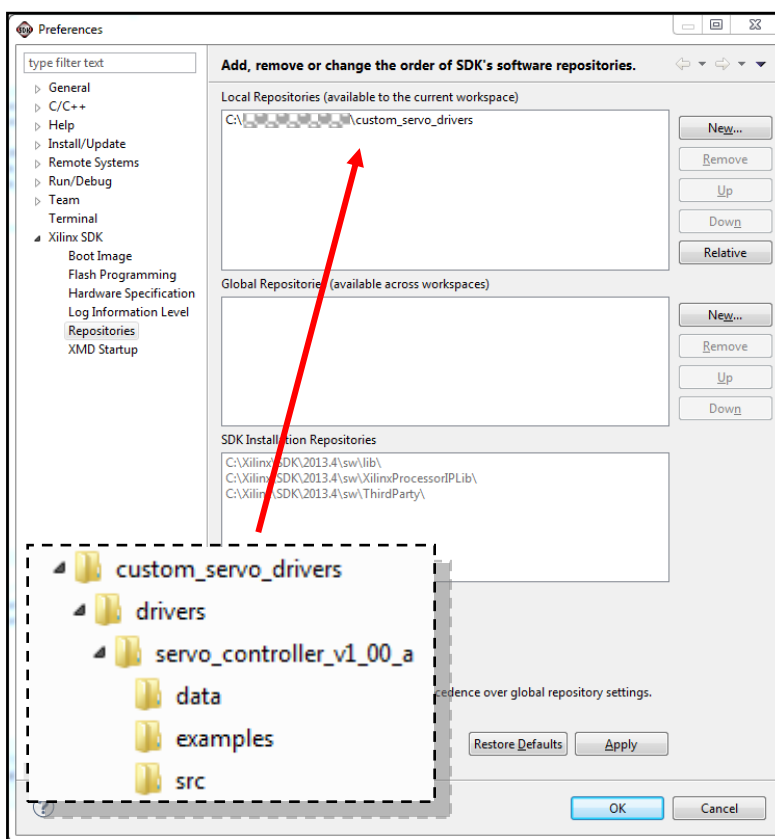 Preferences
type filter text
General
C/C++
Help
Install/Update
Remote Systems
Run/Debug
Team
Terminal
Xilinx SDK
Boot Image
Flash Programming
Hardware Specification
Log Information Level
Repositories
XMD Startup
Add, remove or change the order of SDK's software repositories.
Local Repositories (available to the current workspace)
C:\ \custom_servo_drivers
New...
Remove
Up
Down
Relative
Global Repositories (available across workspaces)
New...
Remove
Up
Down
SDK Installation Repositories
C:\Xilinx\SDK\2013.4\sw\lib\
C:\Xilinx\SDK\2013.4\sw\XilinxProcessorIPLib\
C:\Xilinx\SDK\2013.4\sw\ThirdParty\
custom_servo_drivers
drivers
servo_controller_v1_00_a
data
examples
src
over global repository settings.
Restore Defaults
Apply
?
OK
Cancel